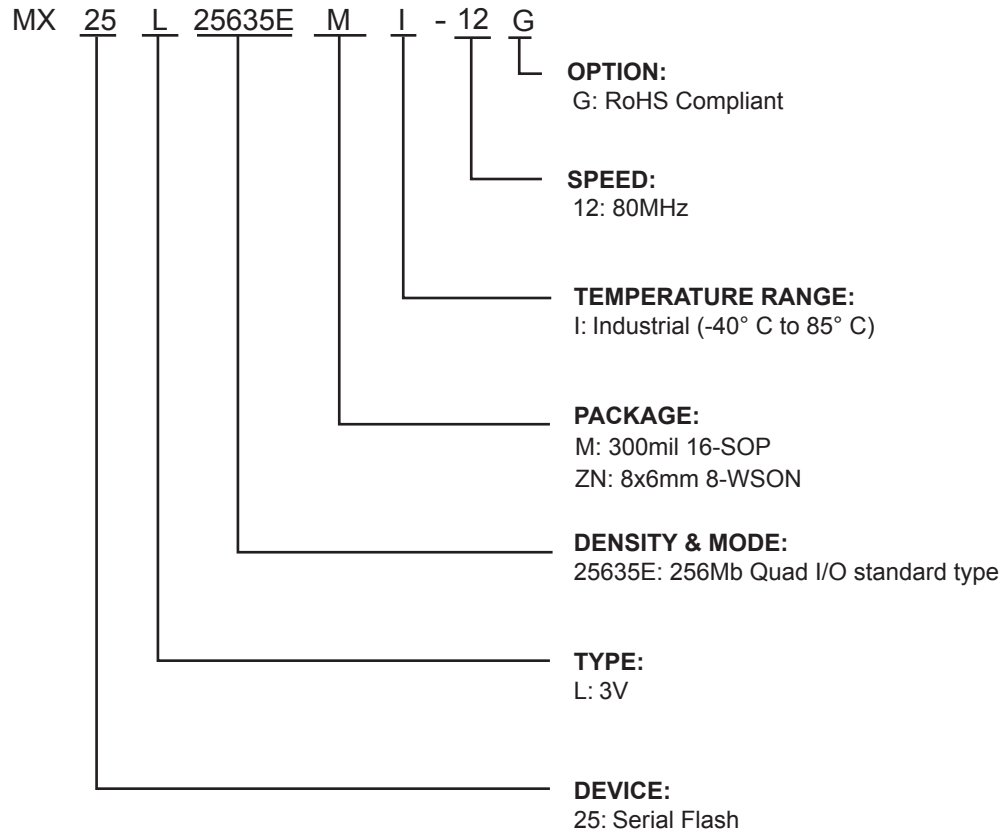 MX 25 L 25635E M I - 12 G
OPTION:
G: RoHS Compliant
SPEED:
12: 80MHz
TEMPERATURE RANGE:
I: Industrial (-40° C to 85° C)
PACKAGE:
M: 300mil 16-SOP
ZN: 8x6mm 8-WSON
DENSITY & MODE:
25635E: 256Mb Quad I/O standard type
TYPE:
L: 3V
DEVICE:
25: Serial Flash